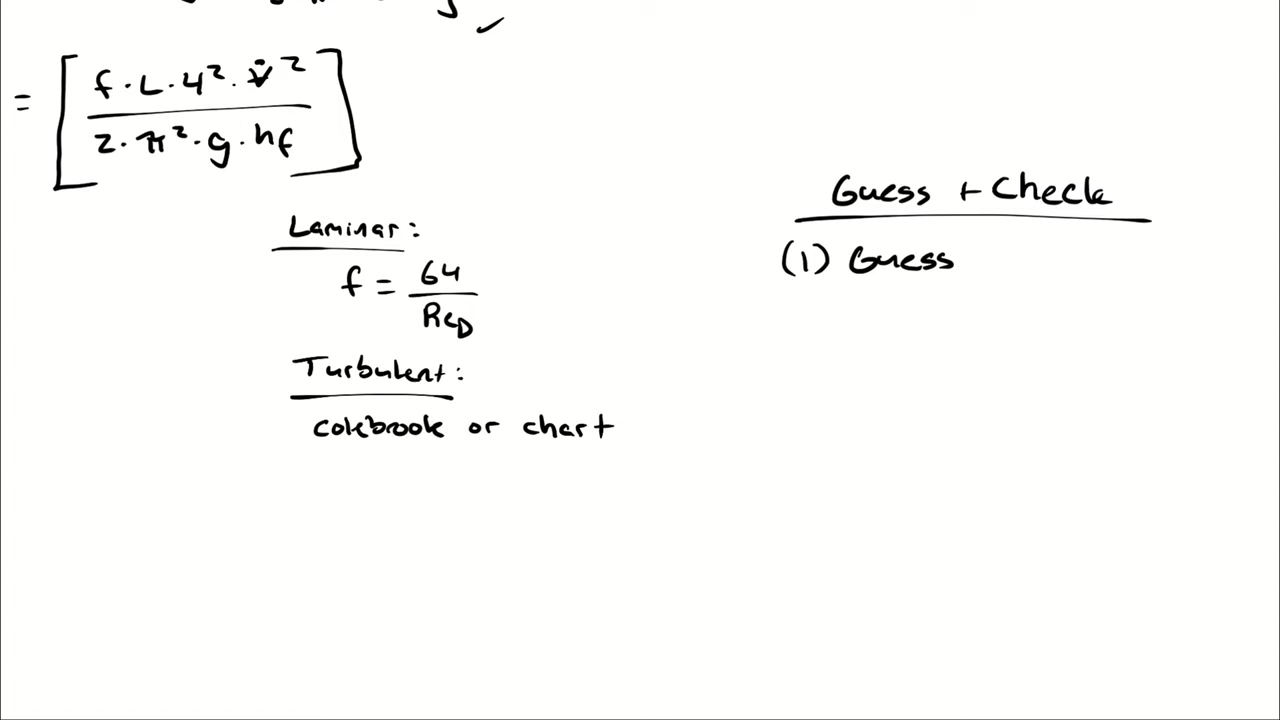 = [ f · L · 4² · V̇² / 2 · π² · g · hf ]
Laminar:
f = 64 / ReD
Turbulent:
colebrook or chart
Guess + Check
(1) Guess